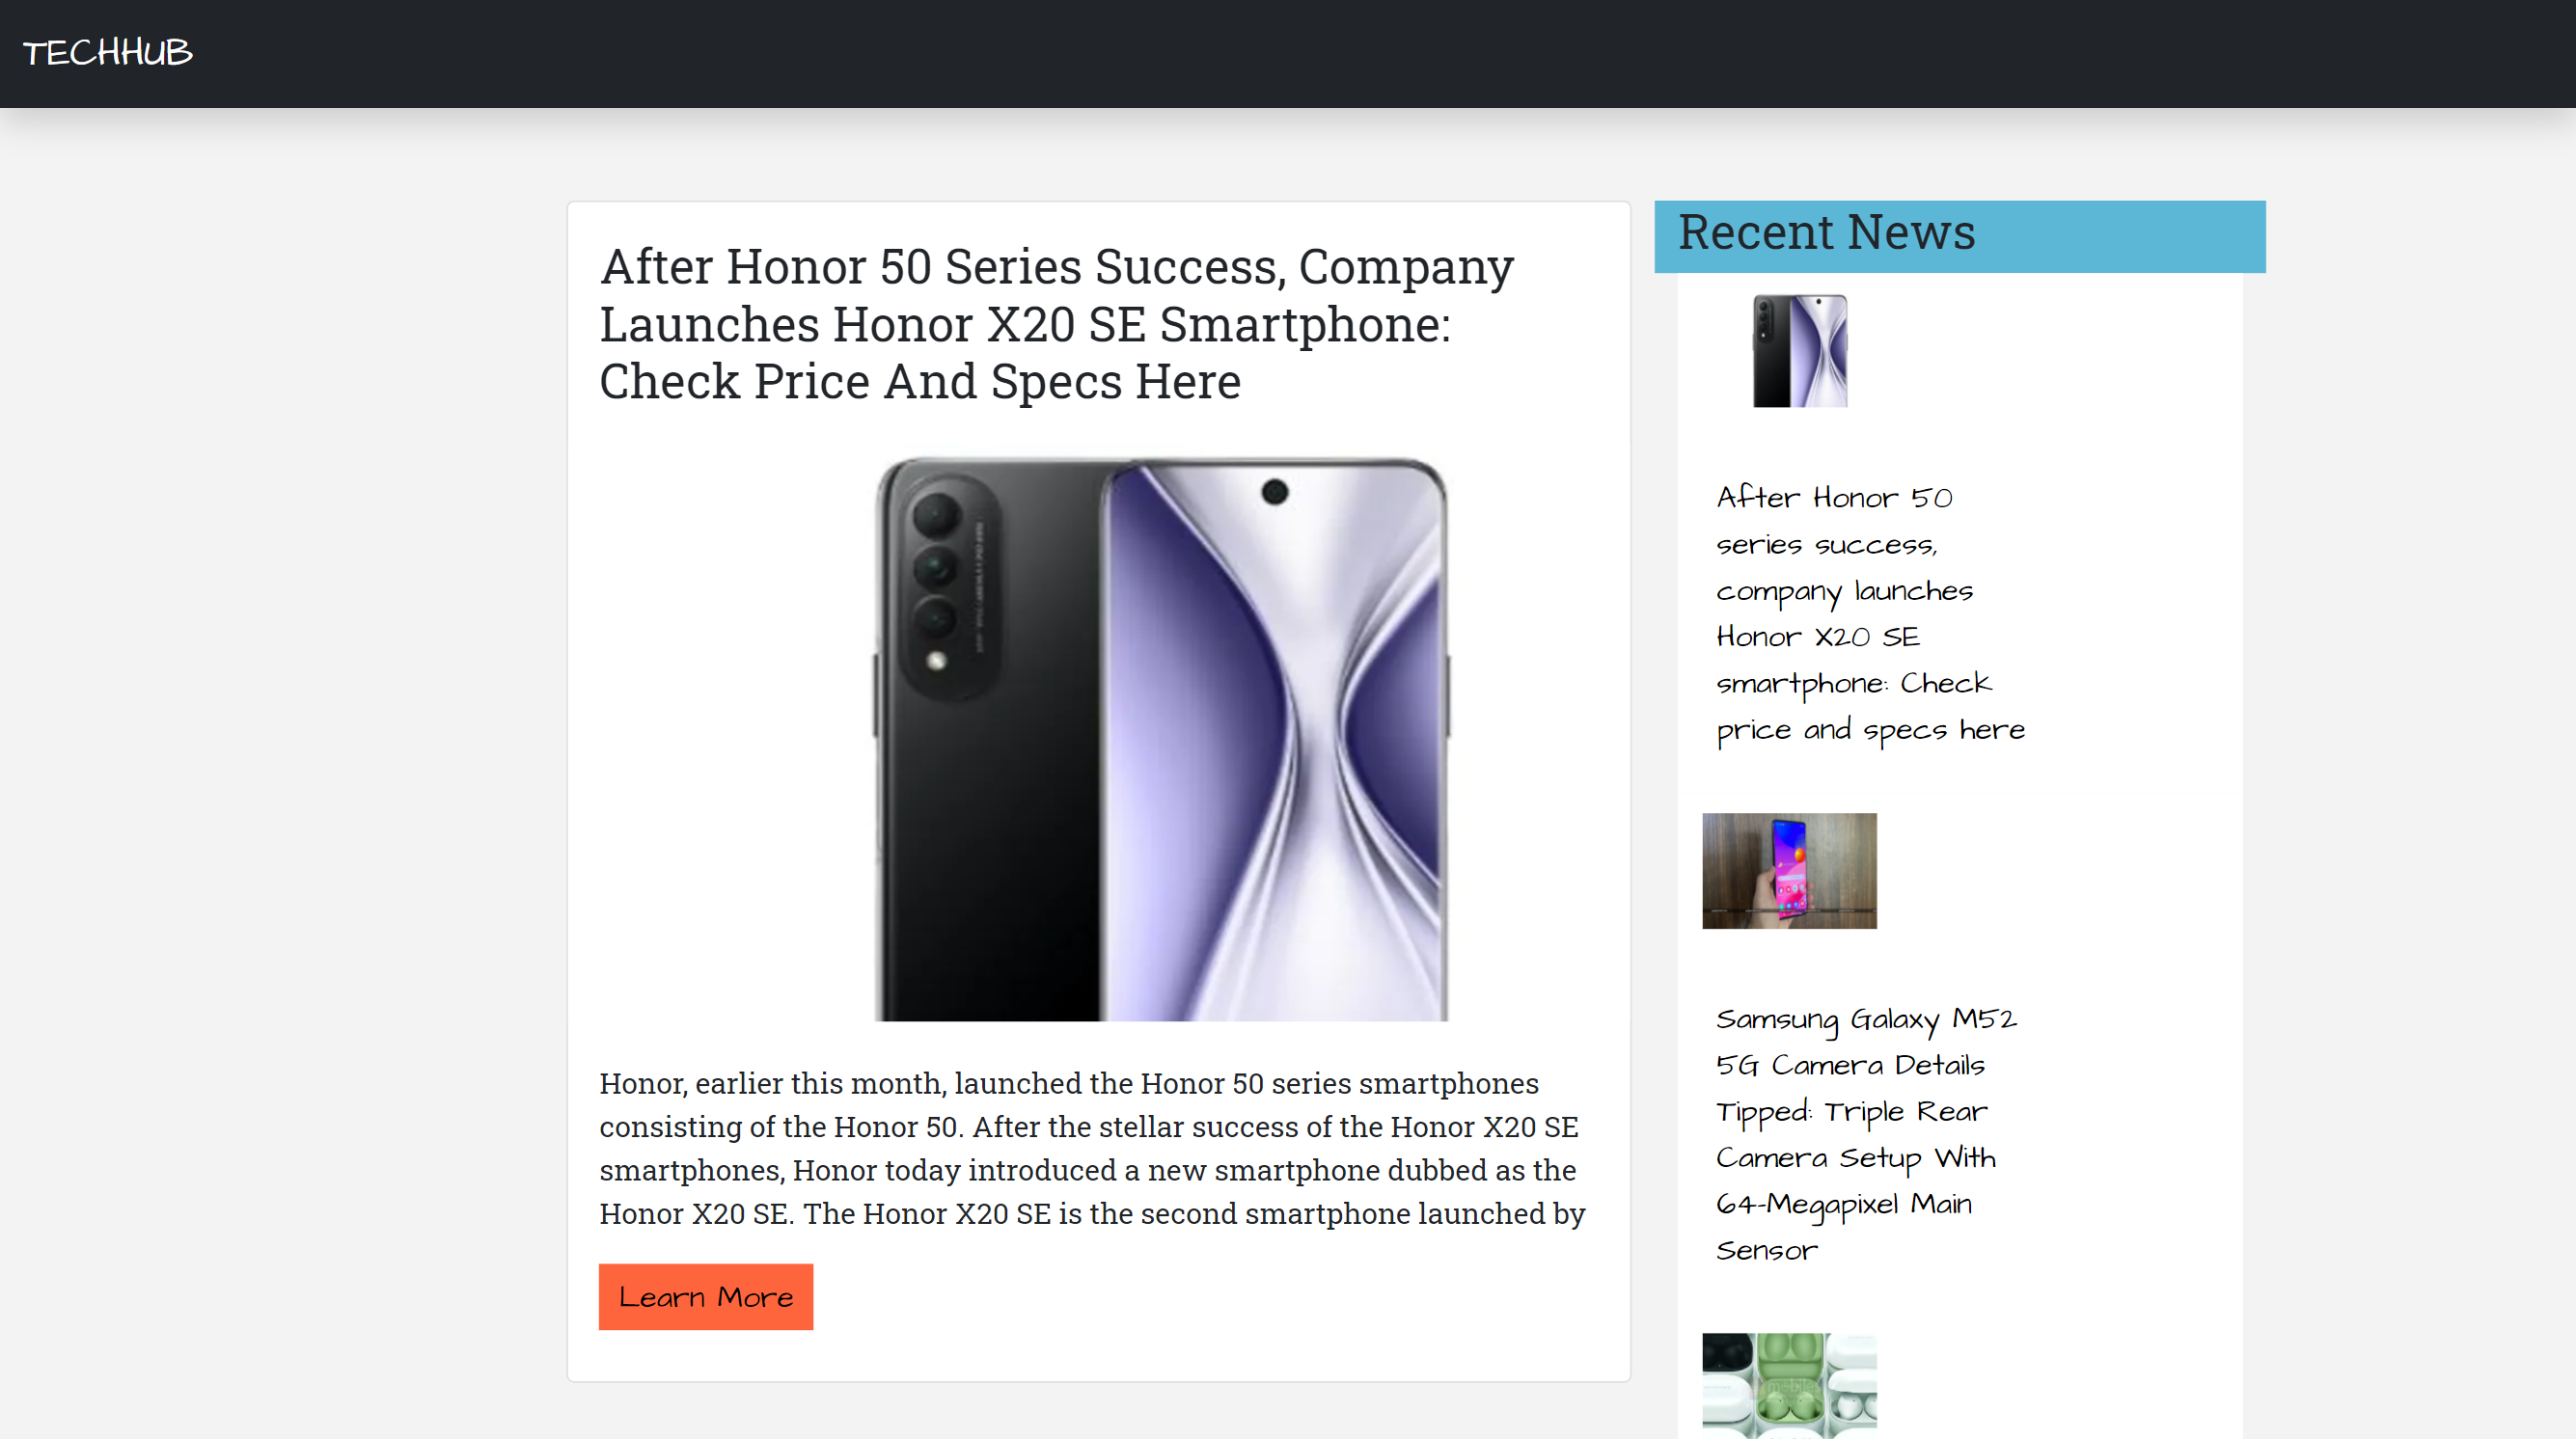 TECHHUB
After Honor 50 Series Success, Company
Launches Honor X20 SE Smartphone:
Check Price And Specs Here
Honor, earlier this month, launched the Honor 50 series smartphones
consisting of the Honor 50. After the stellar success of the Honor X20 SE
smartphones, Honor today introduced a new smartphone dubbed as the
Honor X20 SE. The Honor X20 SE is the second smartphone launched by
Learn More
Recent News
After Honor 50
series success,
company launches
Honor X20 SE
smartphone: Check
price and specs here
Samsung Galaxy M52
5G Camera Details
Tipped: Triple Rear
Camera Setup With
64-Megapixel Main
Sensor